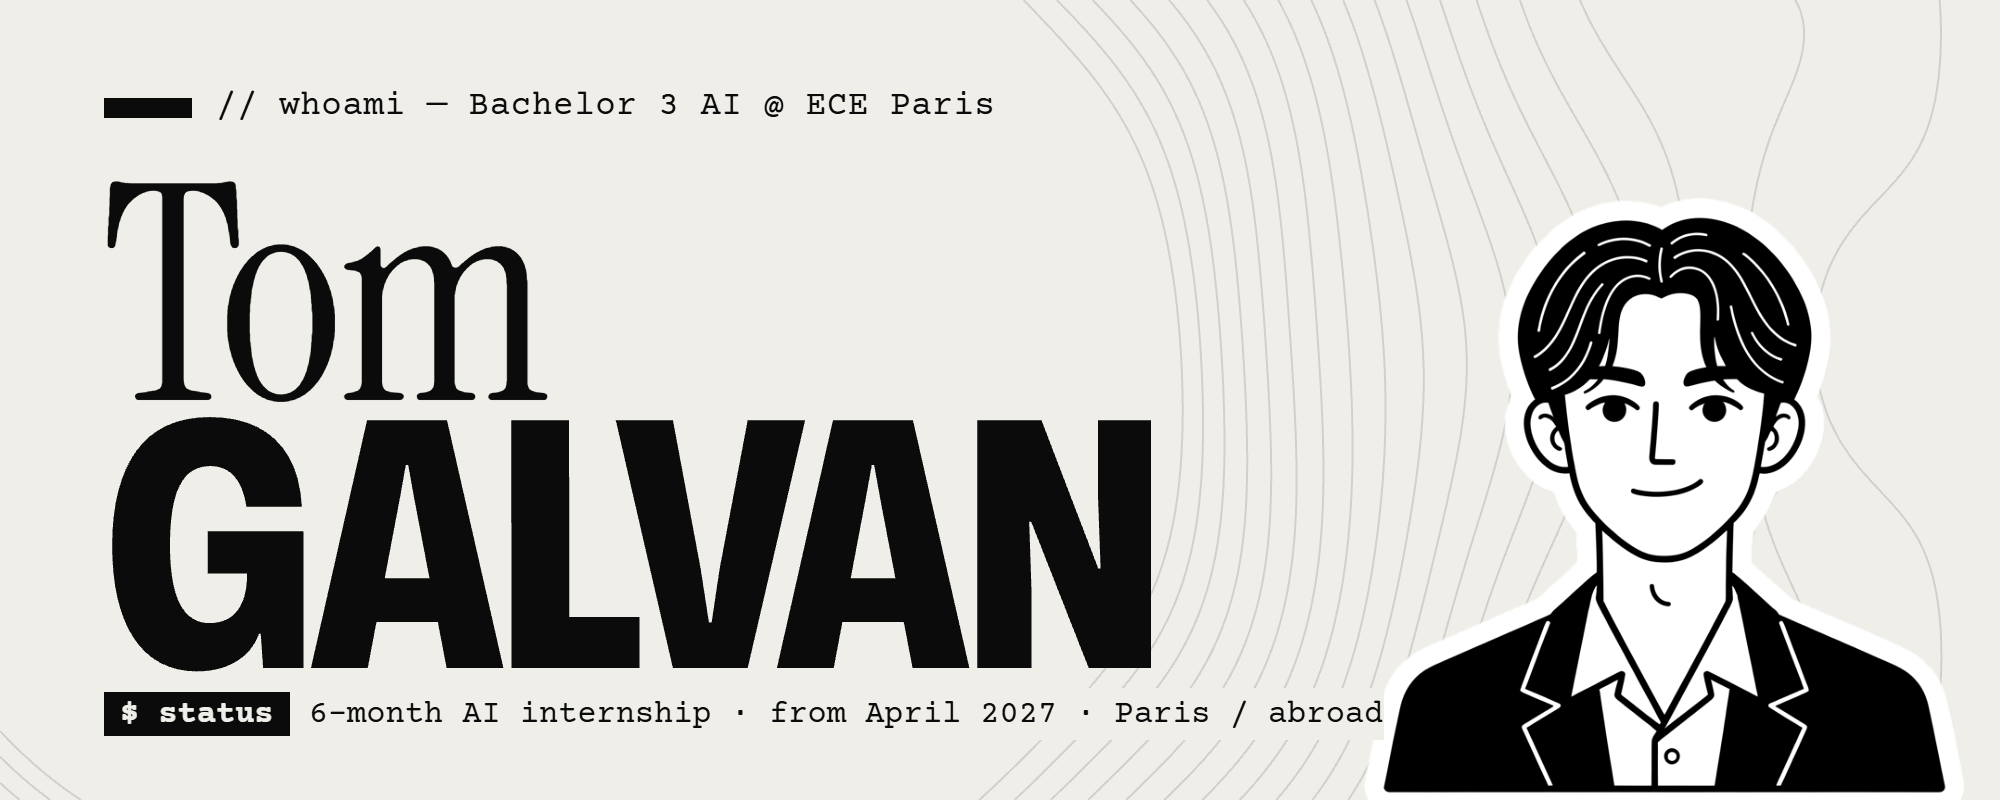 // whoami — Bachelor 3 AI @ ECE Paris
Tom
GALVAN
$ status 6-month AI internship · from April 2027 · Paris / abroad